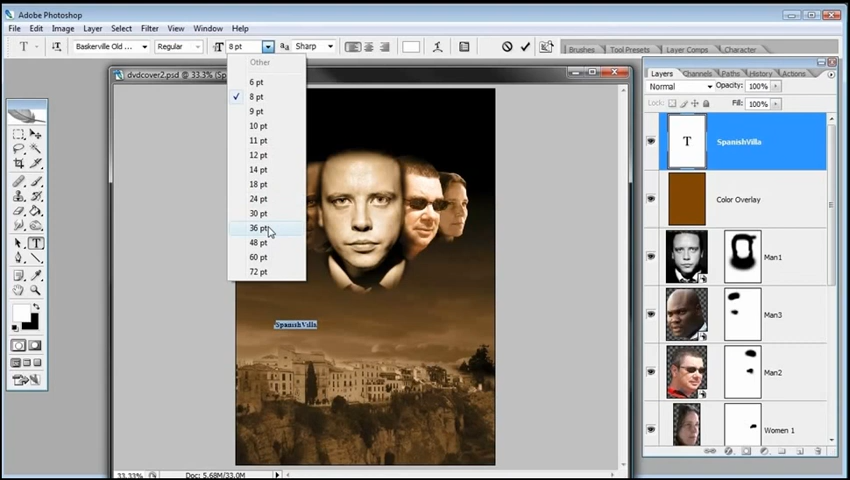 Adobe Photoshop
File Edit Image Layer Select Filter View Window Help
T Baskerville Old ... Regular 8 pt Sharp Brushes Tool Presets Layer Comps Character
Other
6 pt
8 pt
9 pt
10 pt
11 pt
12 pt
14 pt
18 pt
24 pt
30 pt
36 pt
48 pt
60 pt
72 pt
dvdcover2.psd @ 33.3% (Sp
SpanishVilla
33.33% Doc: 5.68M/33.0M
Layers Channels Paths History Actions
Normal Opacity: 100%
Lock: Fill: 100%
T SpanishVilla
Color Overlay
Man1
Man3
Man2
Women 1